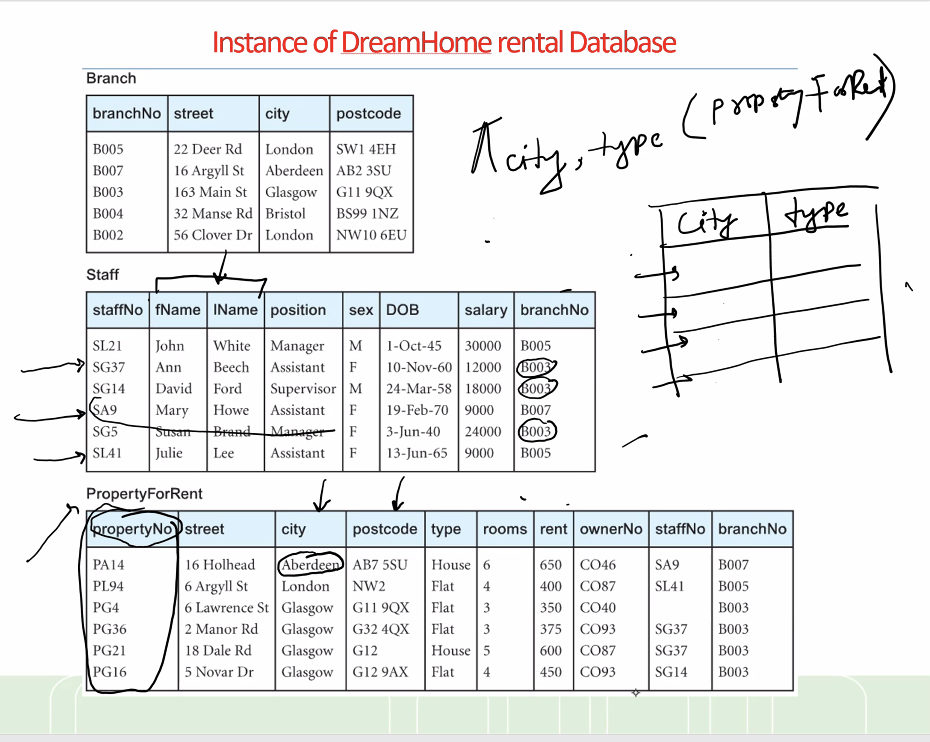 Instance of DreamHome rental Database
Branch
branchNo street city postcode
B005 22 Deer Rd London SW1 4EH
B007 16 Argyll St Aberdeen AB2 3SU
B003 163 Main St Glasgow G11 9QX
B004 32 Manse Rd Bristol BS99 1NZ
B002 56 Clover Dr London NW10 6EU
π city, type (propertyForRent)
city type
Staff
staffNo fName lName position sex DOB salary branchNo
SL21 John White Manager M 1-Oct-45 30000 B005
SG37 Ann Beech Assistant F 10-Nov-60 12000 B003
SG14 David Ford Supervisor M 24-Mar-58 18000 B003
SA9 Mary Howe Assistant F 19-Feb-70 9000 B007
SG5 Susan Brand Manager F 3-Jun-40 24000 B003
SL41 Julie Lee Assistant F 13-Jun-65 9000 B005
PropertyForRent
propertyNo street city postcode type rooms rent ownerNo staffNo branchNo
PA14 16 Holhead Aberdeen AB7 5SU House 6 650 CO46 SA9 B007
PL94 6 Argyll St London NW2 Flat 4 400 CO87 SL41 B005
PG4 6 Lawrence St Glasgow G11 9QX Flat 3 350 CO40 B003
PG36 2 Manor Rd Glasgow G32 4QX Flat 3 375 CO93 SG37 B003
PG21 18 Dale Rd Glasgow G12 House 5 600 CO87 SG37 B003
PG16 5 Novar Dr Glasgow G12 9AX Flat 4 450 CO93 SG14 B003